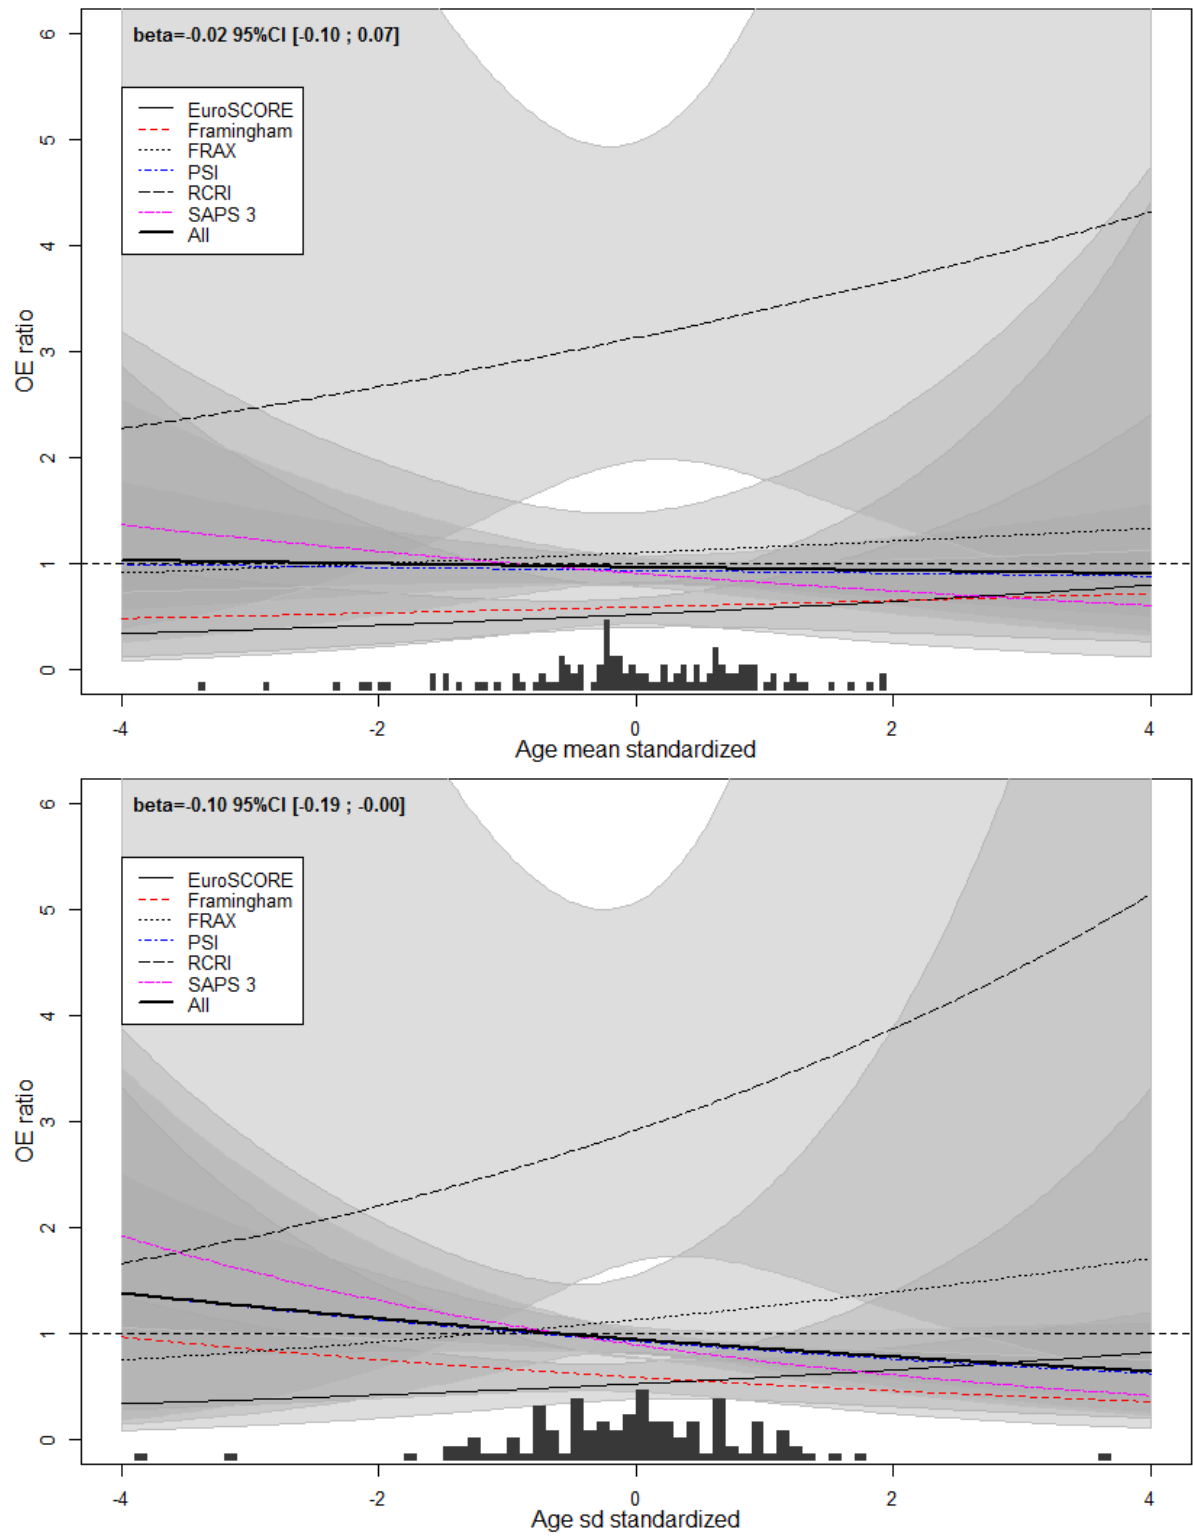 beta=-0.02 95%CI [-0.10 ; 0.07]
EuroSCORE
Framingham
FRAX
PSI
RCRI
SAPS 3
All
OE ratio
0 1 2 3 4 5 6
-4 -2 0 2 4
Age mean standardized
beta=-0.10 95%CI [-0.19 ; -0.00]
EuroSCORE
Framingham
FRAX
PSI
RCRI
SAPS 3
All
OE ratio
0 1 2 3 4 5 6
-4 -2 0 2 4
Age sd standardized